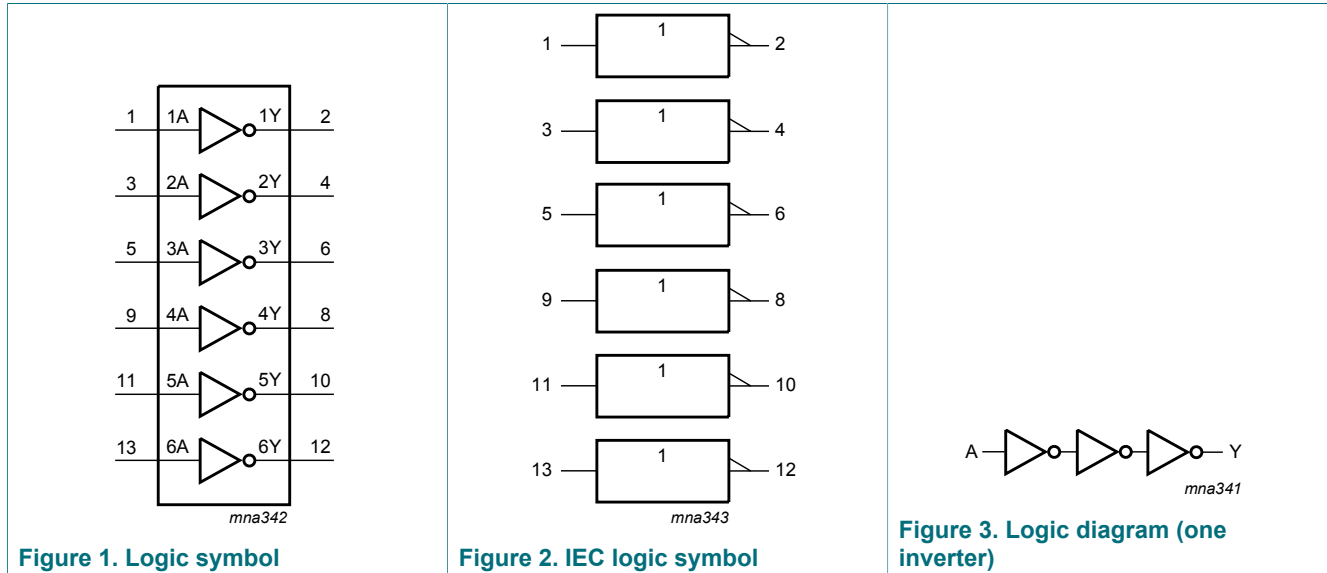 1 1A 1Y 2
3 2A 2Y 4
5 3A 3Y 6
9 4A 4Y 8
11 5A 5Y 10
13 6A 6Y 12
mna342
Figure 1. Logic symbol
1 1 2
3 1 4
5 1 6
9 1 8
11 1 10
13 1 12
mna343
Figure 2. IEC logic symbol
A Y
mna341
Figure 3. Logic diagram (one
inverter)